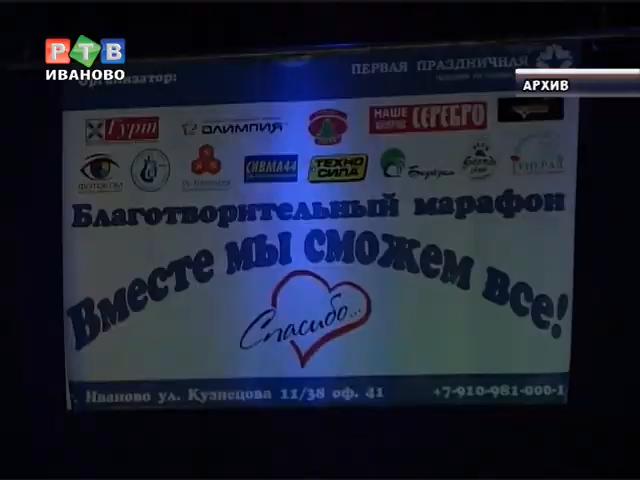 РТВ
ИВАНОВО
Организатор:
ПЕРВАЯ ПРАЗДНИЧНАЯ
АРХИВ
Гурт
ОЛИМПИЯ
НАШЕ
СЕРЕБРО
ФОТОКОМ
СИВМА44
ТЕХНО
СИЛА
Благотворительный марафон
Вместе мы сможем все!
Спасибо...
г. Иваново ул. Кузнецова 11/38 оф. 41
+7-910-981-000-1